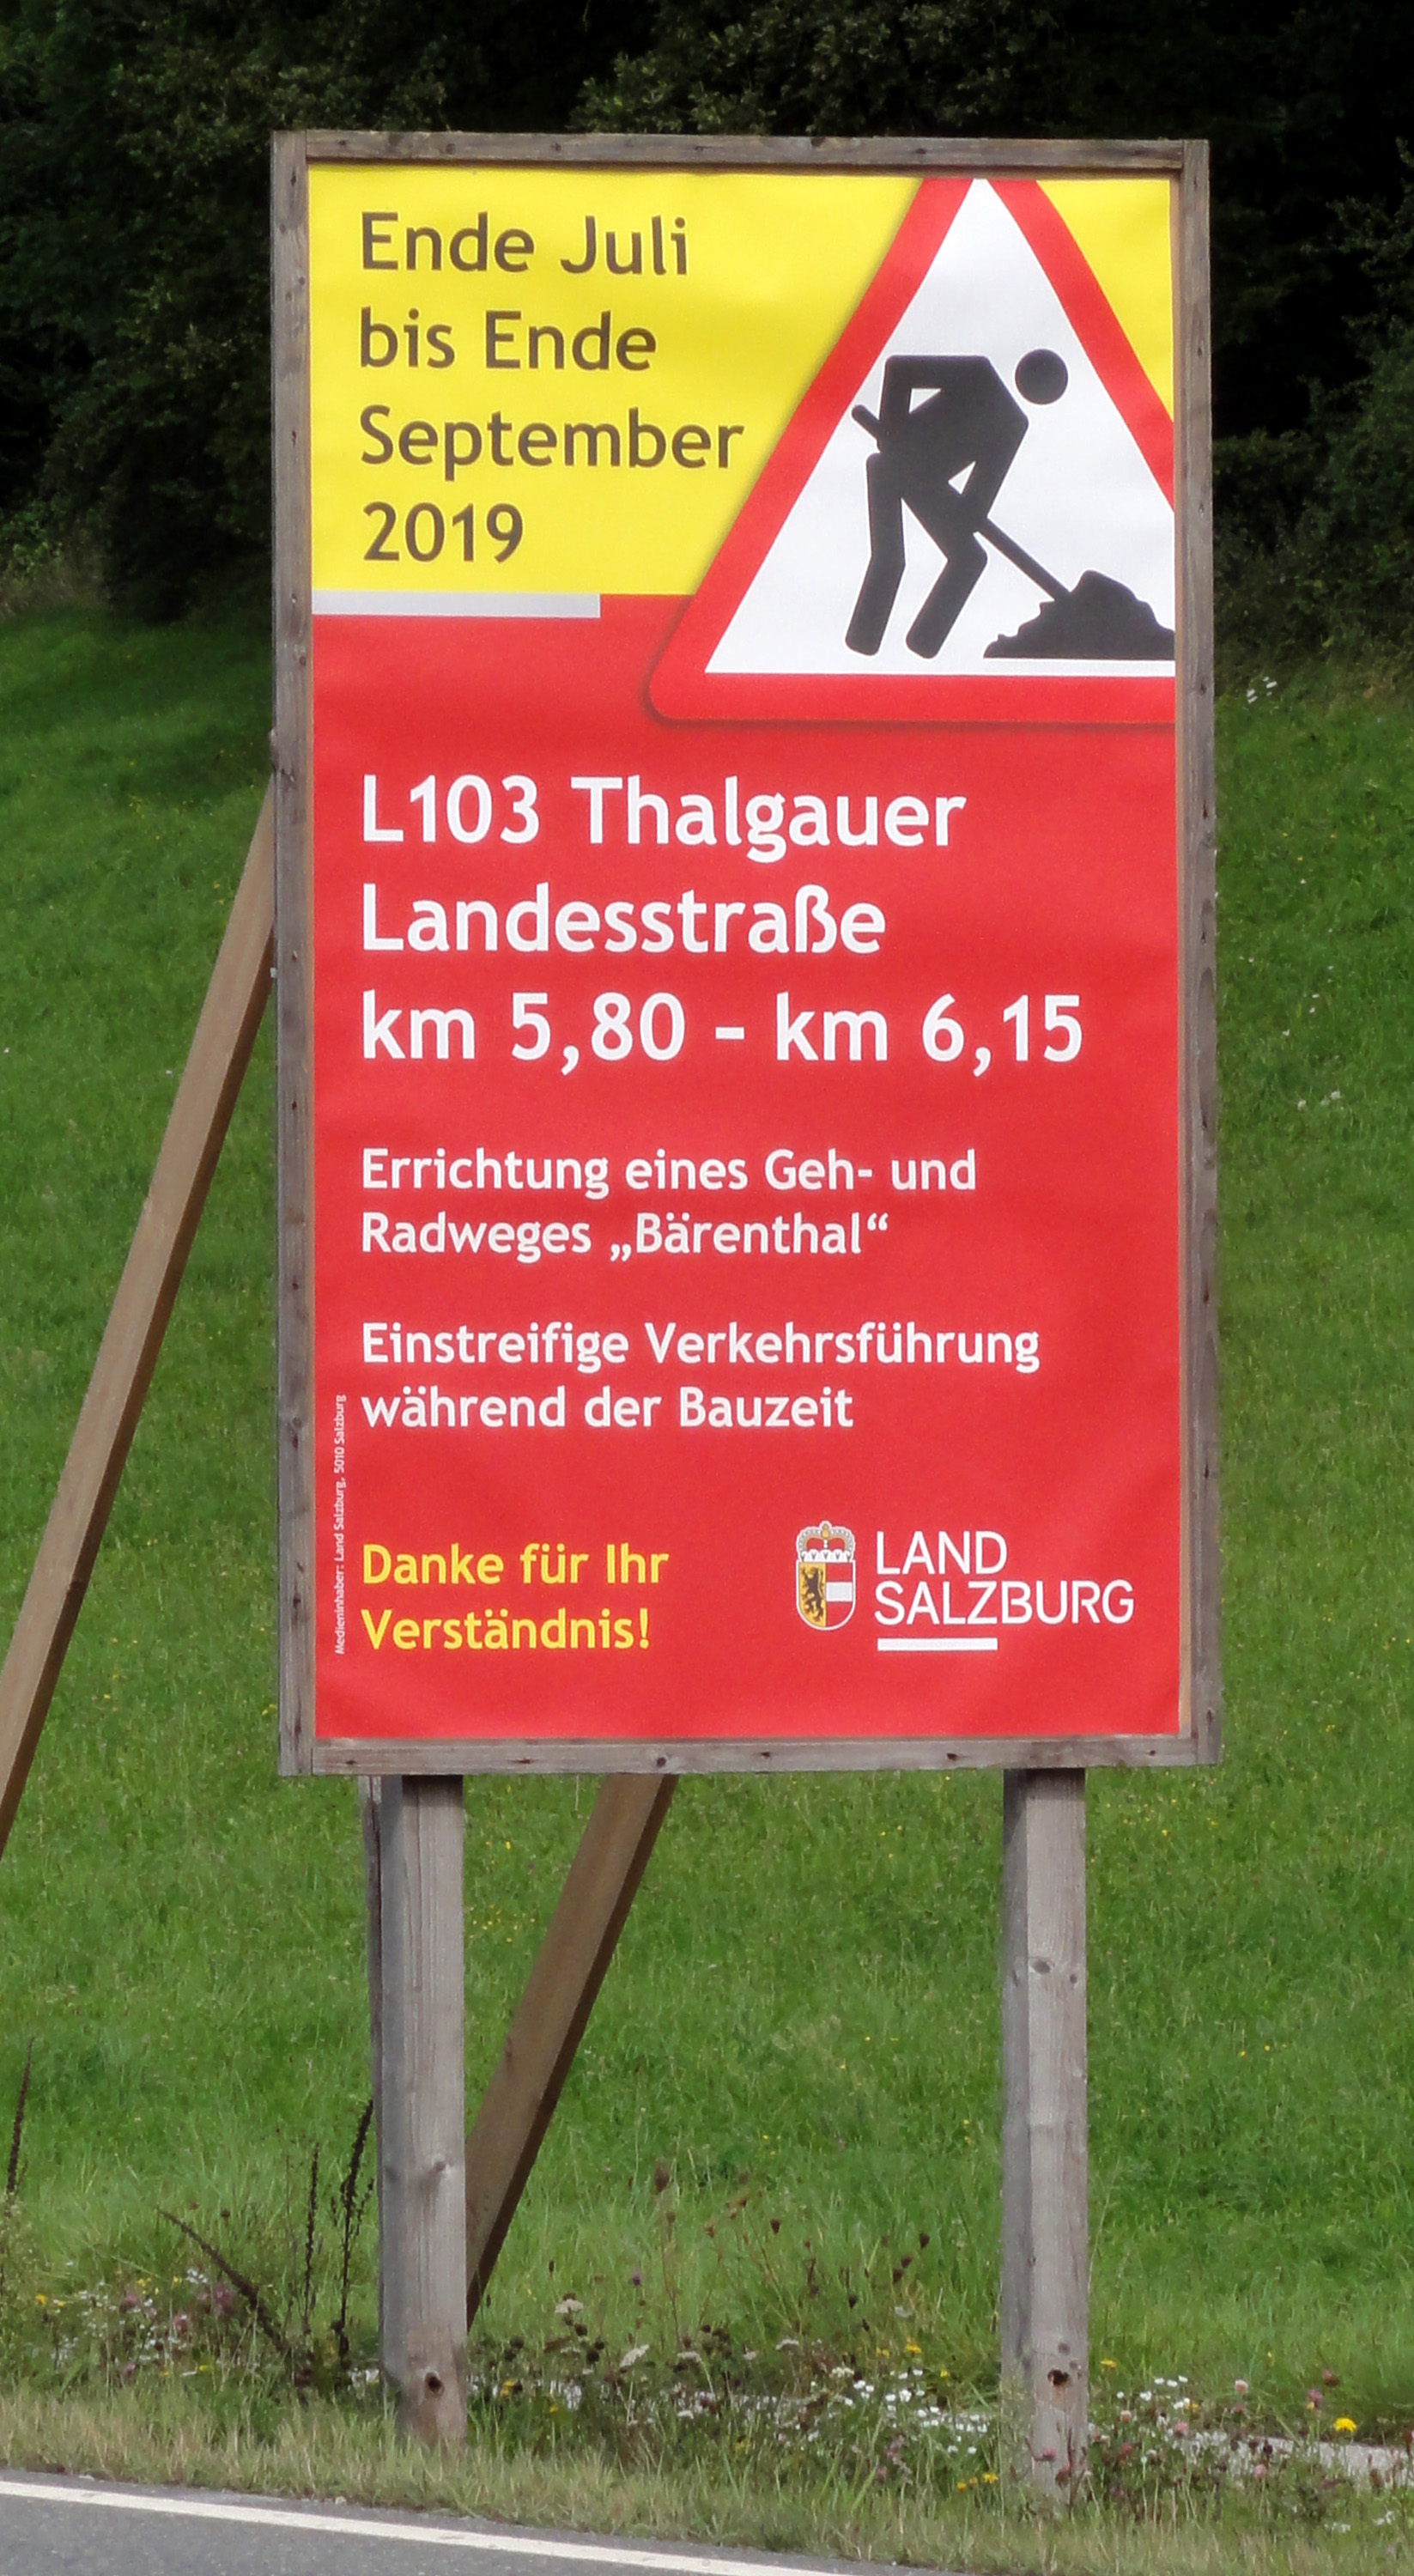 Ende Juli
bis Ende
September
2019
L103 Thalgauer
Landesstraße
km 5,80 – km 6,15
Errichtung eines Geh- und
Radweges „Bärenthal“
Einstreifige Verkehrsführung
während der Bauzeit
Medieninhaber: Land Salzburg, 5010 Salzburg
Danke für Ihr
Verständnis!
LAND
SALZBURG